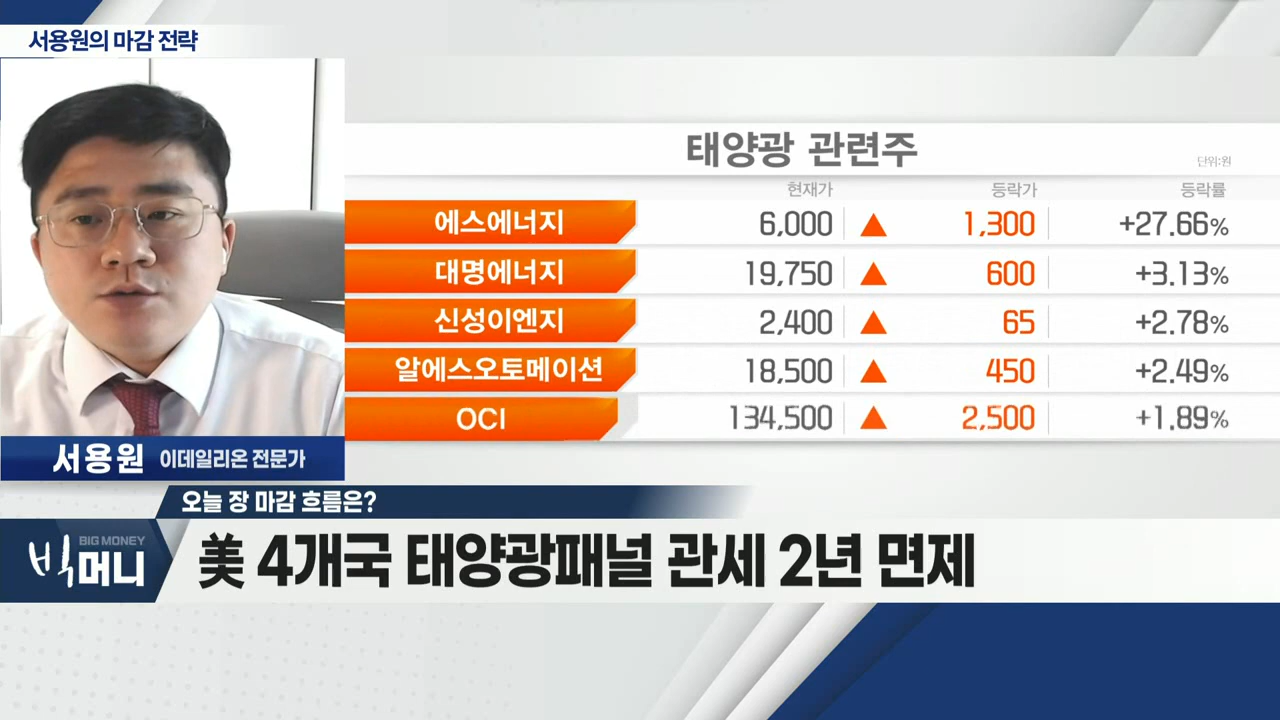 서용원의 마감 전략
태양광 관련주
단위:원
현재가 등락가 등락률
에스에너지 6,000 ▲ 1,300 +27.66%
대명에너지 19,750 ▲ 600 +3.13%
신성이엔지 2,400 ▲ 65 +2.78%
알에스오토메이션 18,500 ▲ 450 +2.49%
OCI 134,500 ▲ 2,500 +1.89%
서용원 이데일리온 전문가
오늘 장 마감 흐름은?
BIG MONEY
빅머니
美 4개국 태양광패널 관세 2년 면제